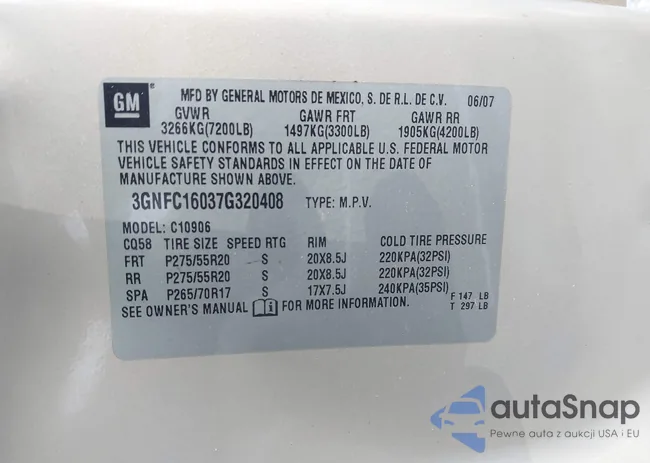 GM
MFD BY GENERAL MOTORS DE MEXICO, S. DE R.L. DE C.V. 06/07
GVWR GAWR FRT GAWR RR
3266KG(7200LB) 1497KG(3300LB) 1905KG(4200LB)
THIS VEHICLE CONFORMS TO ALL APPLICABLE U.S. FEDERAL MOTOR
VEHICLE SAFETY STANDARDS IN EFFECT ON THE DATE OF
MANUFACTURE SHOWN ABOVE.
3GNFC16037G320408 TYPE: M.P.V.
MODEL: C10906
CQ58 TIRE SIZE SPEED RTG RIM COLD TIRE PRESSURE
FRT P275/55R20 S 20X8.5J 220KPA(32PSI)
RR P275/55R20 S 20X8.5J 220KPA(32PSI)
SPA P265/70R17 S 17X7.5J 240KPA(35PSI)
F 147 LB
SEE OWNER'S MANUAL i FOR MORE INFORMATION. T 297 LB
autoSnap
Pewne auta z aukcji USA i EU